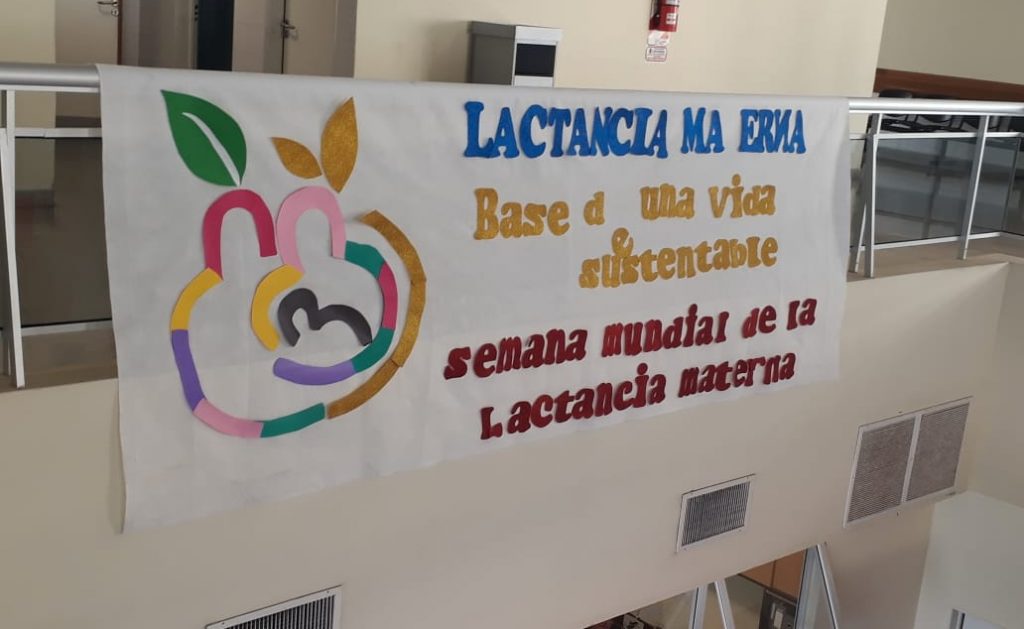 LACTANCIA MA ERNA
Base d una vida
e
sustentable
semana mundial de la
Lactancia materna